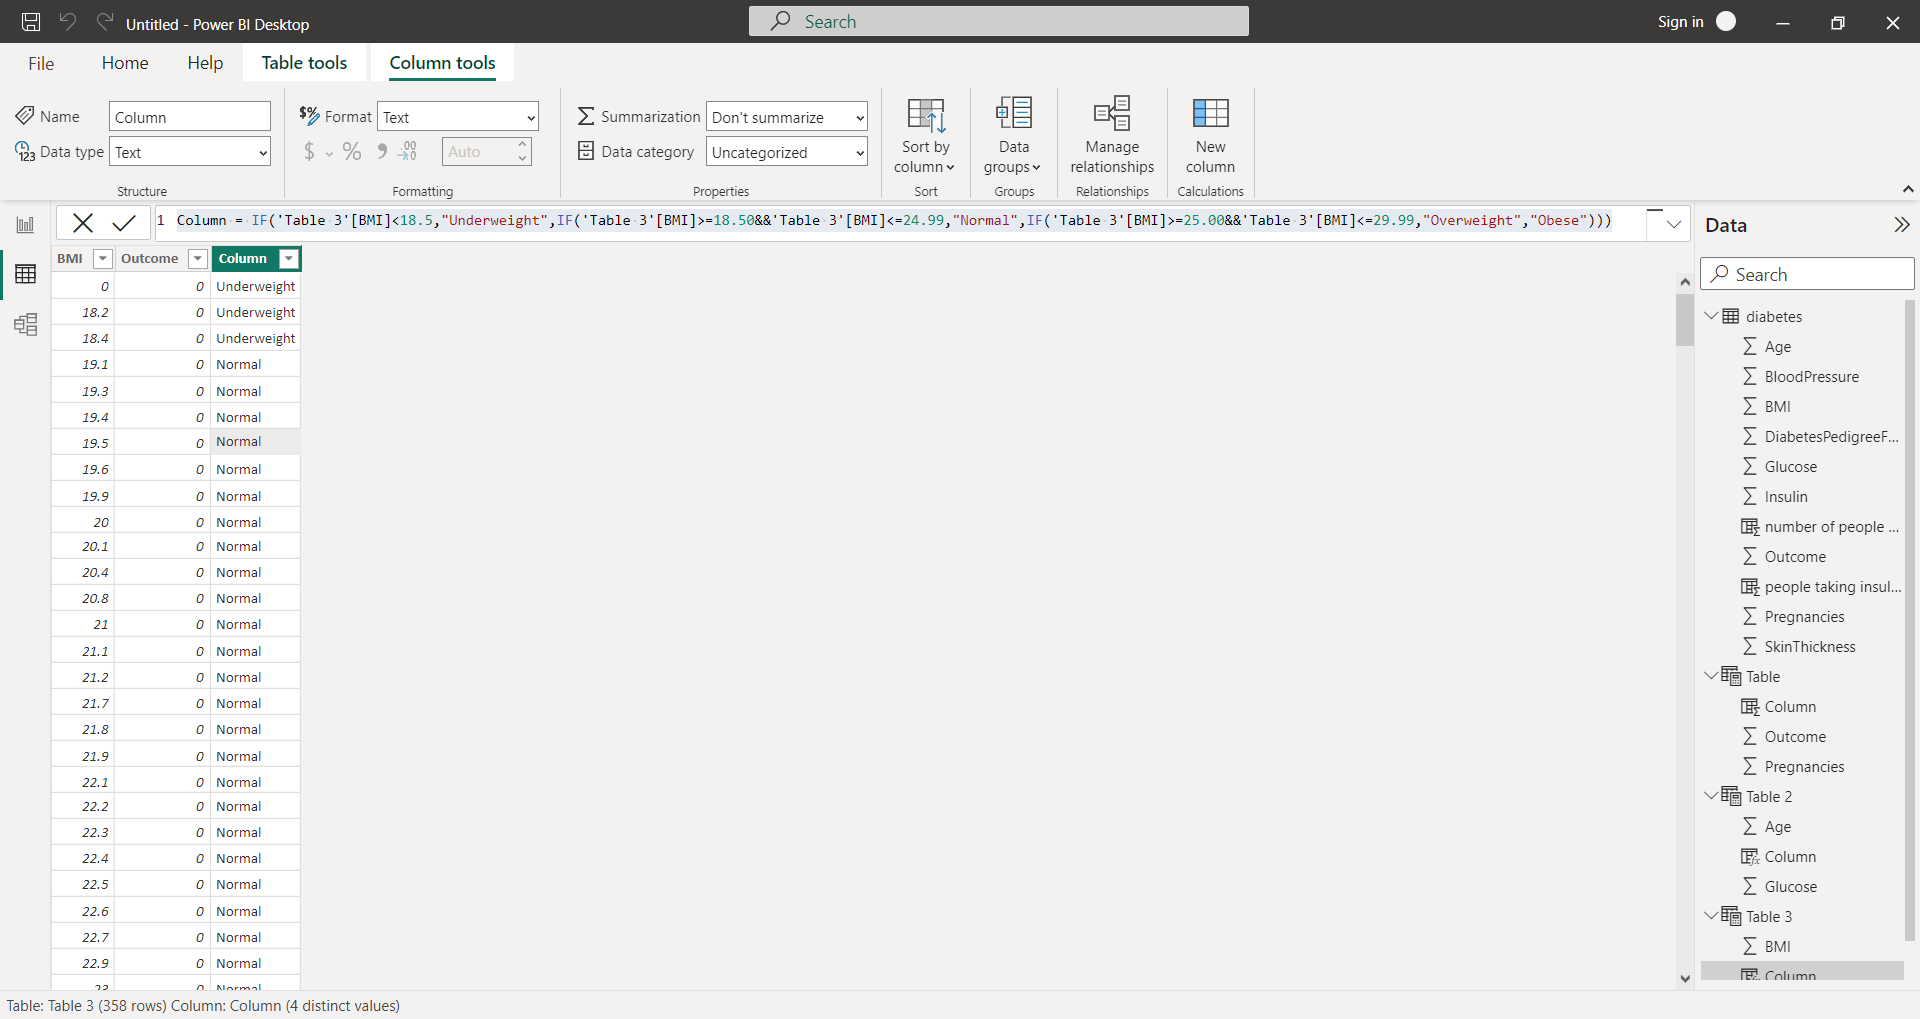 Untitled - Power BI Desktop
Search
Sign in
File Home Help Table tools Column tools
Name Column
Data type Text
Structure
Format Text
$ % Auto
Formatting
Summarization Don't summarize
Data category Uncategorized
Properties
Sort by column
Sort
Data groups
Groups
Manage relationships
Relationships
New column
Calculations
1 Column = IF('Table 3'[BMI]<18.5,"Underweight",IF('Table 3'[BMI]>=18.50&&'Table 3'[BMI]<=24.99,"Normal",IF('Table 3'[BMI]>=25.00&&'Table 3'[BMI]<=29.99,"Overweight","Obese")))
BMI Outcome Column
0 0 Underweight
18.2 0 Underweight
18.4 0 Underweight
19.1 0 Normal
19.3 0 Normal
19.4 0 Normal
19.5 0 Normal
19.6 0 Normal
19.9 0 Normal
20 0 Normal
20.1 0 Normal
20.4 0 Normal
20.8 0 Normal
21 0 Normal
21.1 0 Normal
21.2 0 Normal
21.7 0 Normal
21.8 0 Normal
21.9 0 Normal
22.1 0 Normal
22.2 0 Normal
22.3 0 Normal
22.4 0 Normal
22.5 0 Normal
22.6 0 Normal
22.7 0 Normal
22.9 0 Normal
23 0 Normal
Data
Search
diabetes
Age
BloodPressure
BMI
DiabetesPedigreeF...
Glucose
Insulin
number of people ...
Outcome
people taking insul...
Pregnancies
SkinThickness
Table
Column
Outcome
Pregnancies
Table 2
Age
Column
Glucose
Table 3
BMI
Column
Table: Table 3 (358 rows) Column: Column (4 distinct values)